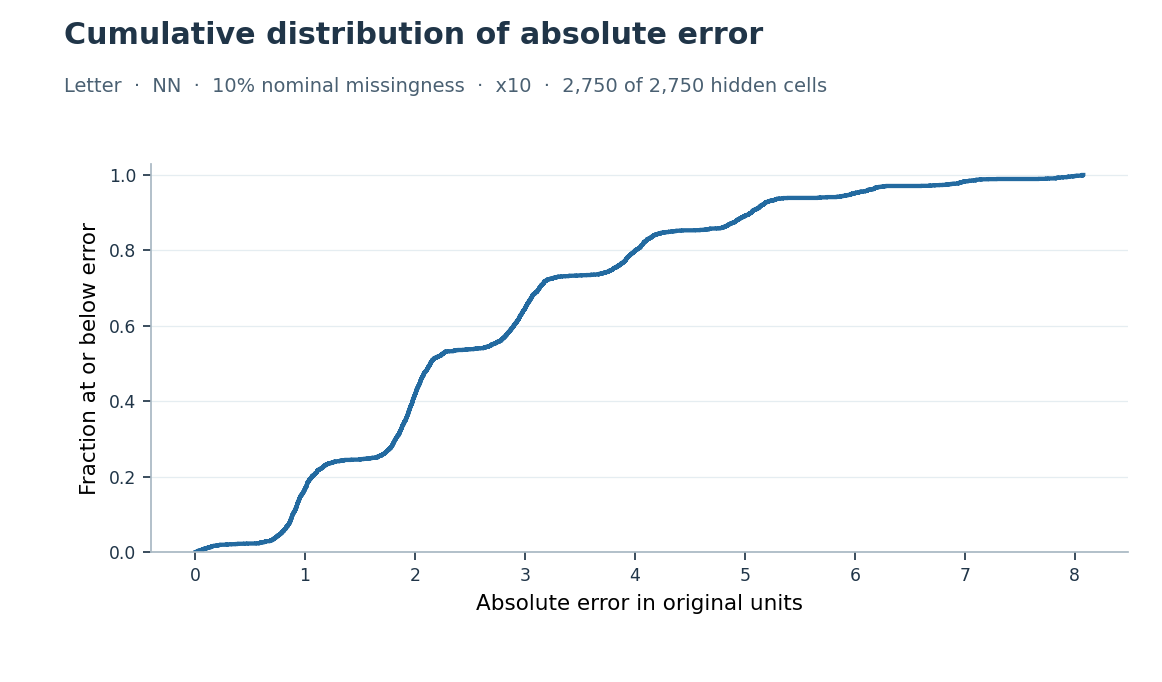 Cumulative distribution of absolute error
Letter · NN · 10% nominal missingness · x10 · 2,750 of 2,750 hidden cells
Fraction at or below error
1.0
0.8
0.6
0.4
0.2
0.0
0 1 2 3 4 5 6 7 8
Absolute error in original units